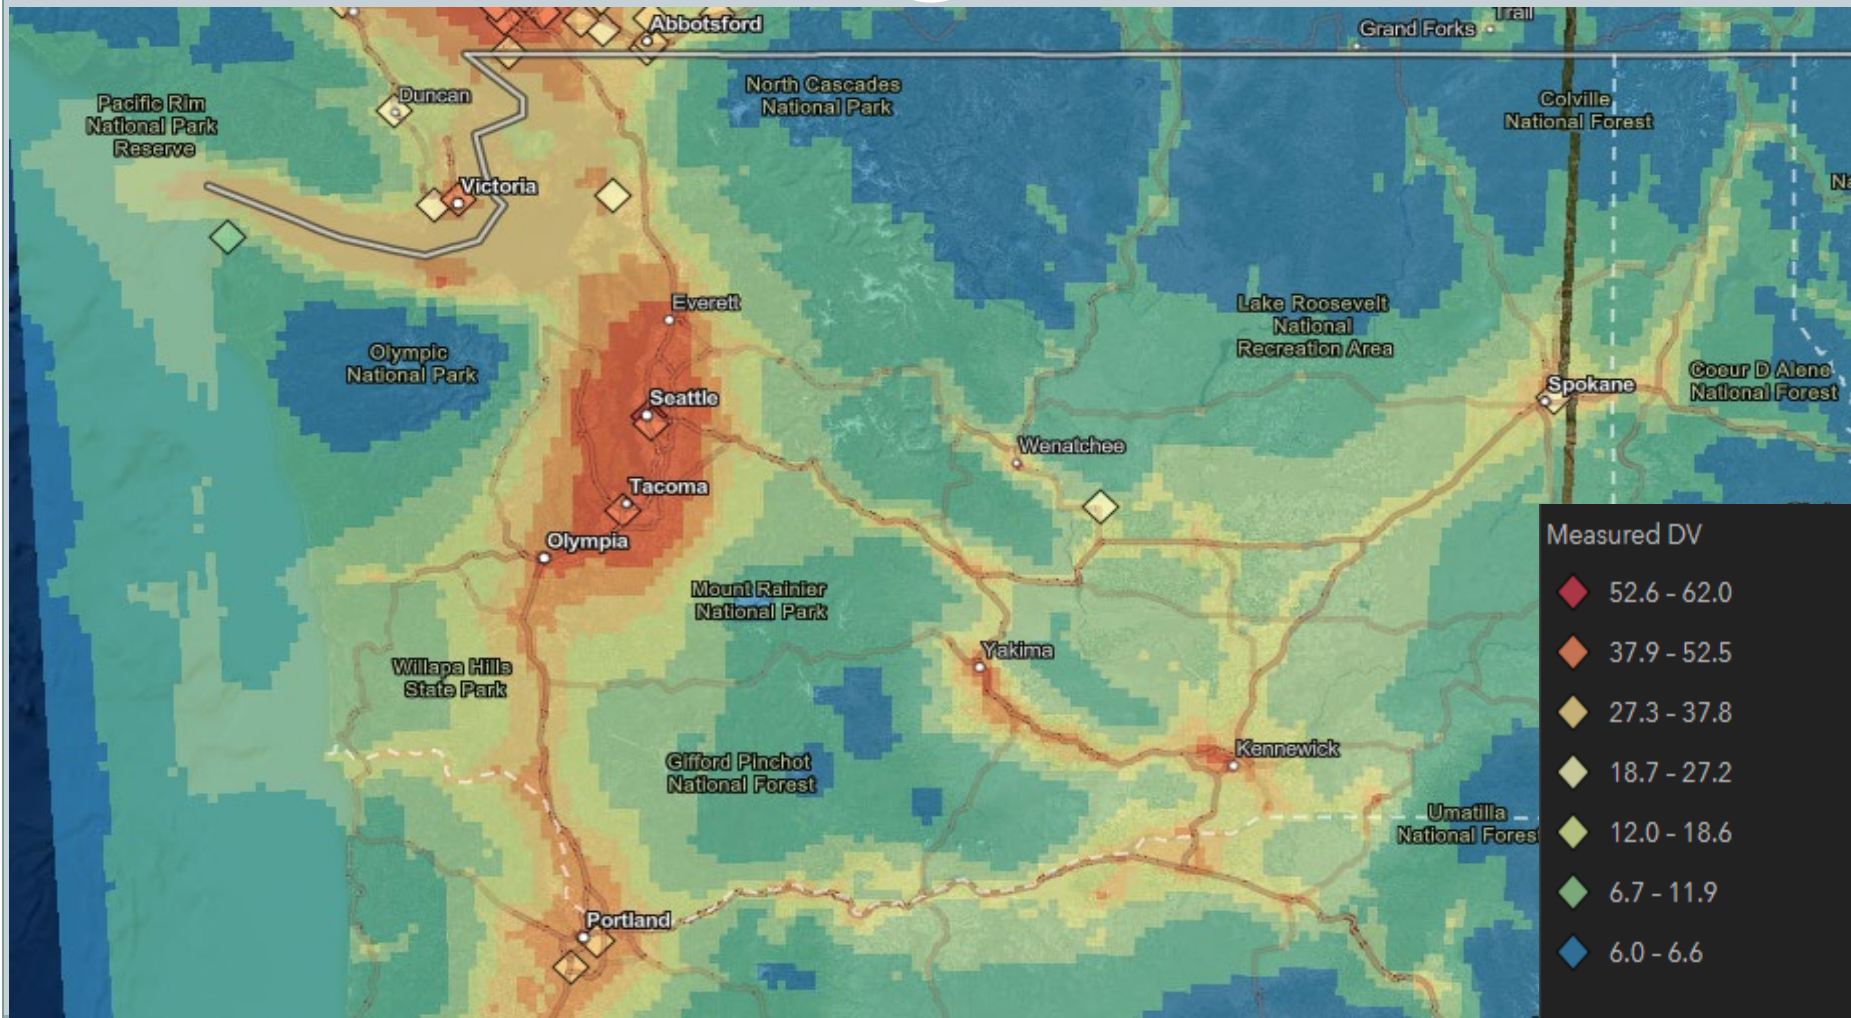 Trail
Grand Forks
Abbotsford
Duncan
North Cascades
National Park
Pacific Rim
National Park
Reserve
Colville
National Forest
Victoria
Everett
Lake Roosevelt
National
Recreation Area
Olympic
National Park
Coeur D Alene
National Forest
Spokane
Seattle
Wenatchee
Tacoma
Olympia
Mount Rainier
National Park
Yakima
Willapa Hills
State Park
Kennewick
Gifford Pinchot
National Forest
Umatilla
National Fores
Portland
Measured DV
52.6 - 62.0
37.9 - 52.5
27.3 - 37.8
18.7 - 27.2
12.0 - 18.6
6.7 - 11.9
6.0 - 6.6